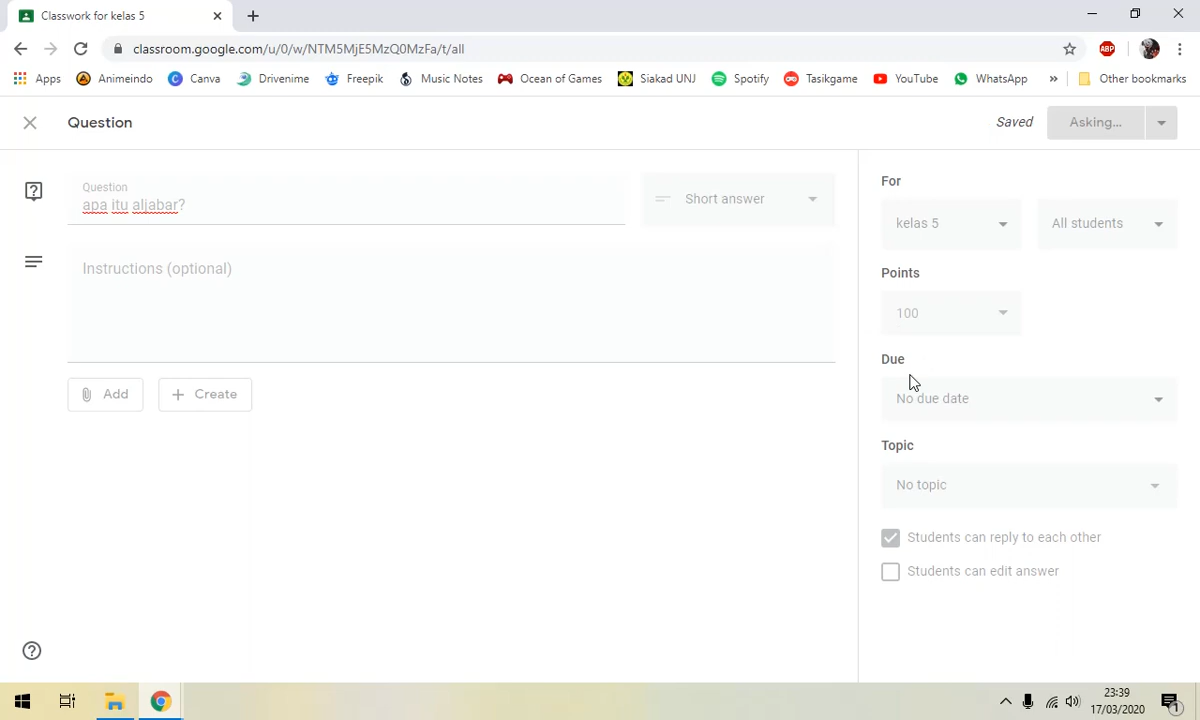 Classwork for kelas 5
classroom.google.com/u/0/w/NTM5MjE5MzQ0MzFa/t/all
ABP
Apps Animeindo Canva Drivenime Freepik Music Notes Ocean of Games Siakad UNJ Spotify Tasikgame YouTube WhatsApp » Other bookmarks
Question Saved Asking...
Question
apa itu aljabar?
Short answer
Instructions (optional)
Add + Create
For
kelas 5 All students
Points
100
Due
No due date
Topic
No topic
Students can reply to each other
Students can edit answer
23:39
17/03/2020
1